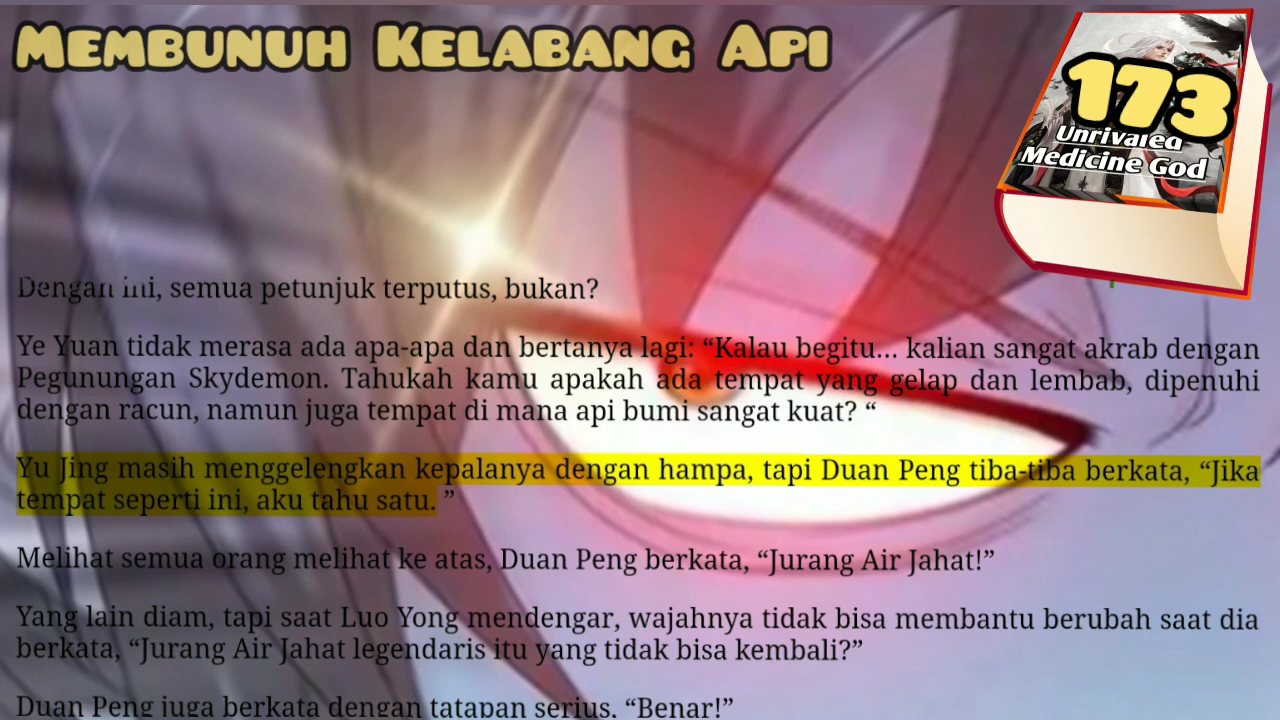 Membunuh Kelabang Api
173
Unrivaled
Medicine God
Dengan ini, semua petunjuk terputus, bukan?
Ye Yuan tidak merasa ada apa-apa dan bertanya lagi: “Kalau begitu... kalian sangat akrab dengan
Pegunungan Skydemon. Tahukah kamu apakah ada tempat yang gelap dan lembab, dipenuhi
dengan racun, namun juga tempat di mana api bumi sangat kuat? “
Yu Jing masih menggelengkan kepalanya dengan hampa, tapi Duan Peng tiba-tiba berkata, “Jika
tempat seperti ini, aku tahu satu. ”
Melihat semua orang melihat ke atas, Duan Peng berkata, “Jurang Air Jahat!”
Yang lain diam, tapi saat Luo Yong mendengar, wajahnya tidak bisa membantu berubah saat dia
berkata, “Jurang Air Jahat legendaris itu yang tidak bisa kembali?”
Duan Peng juga berkata dengan tatapan serius, “Benar!”